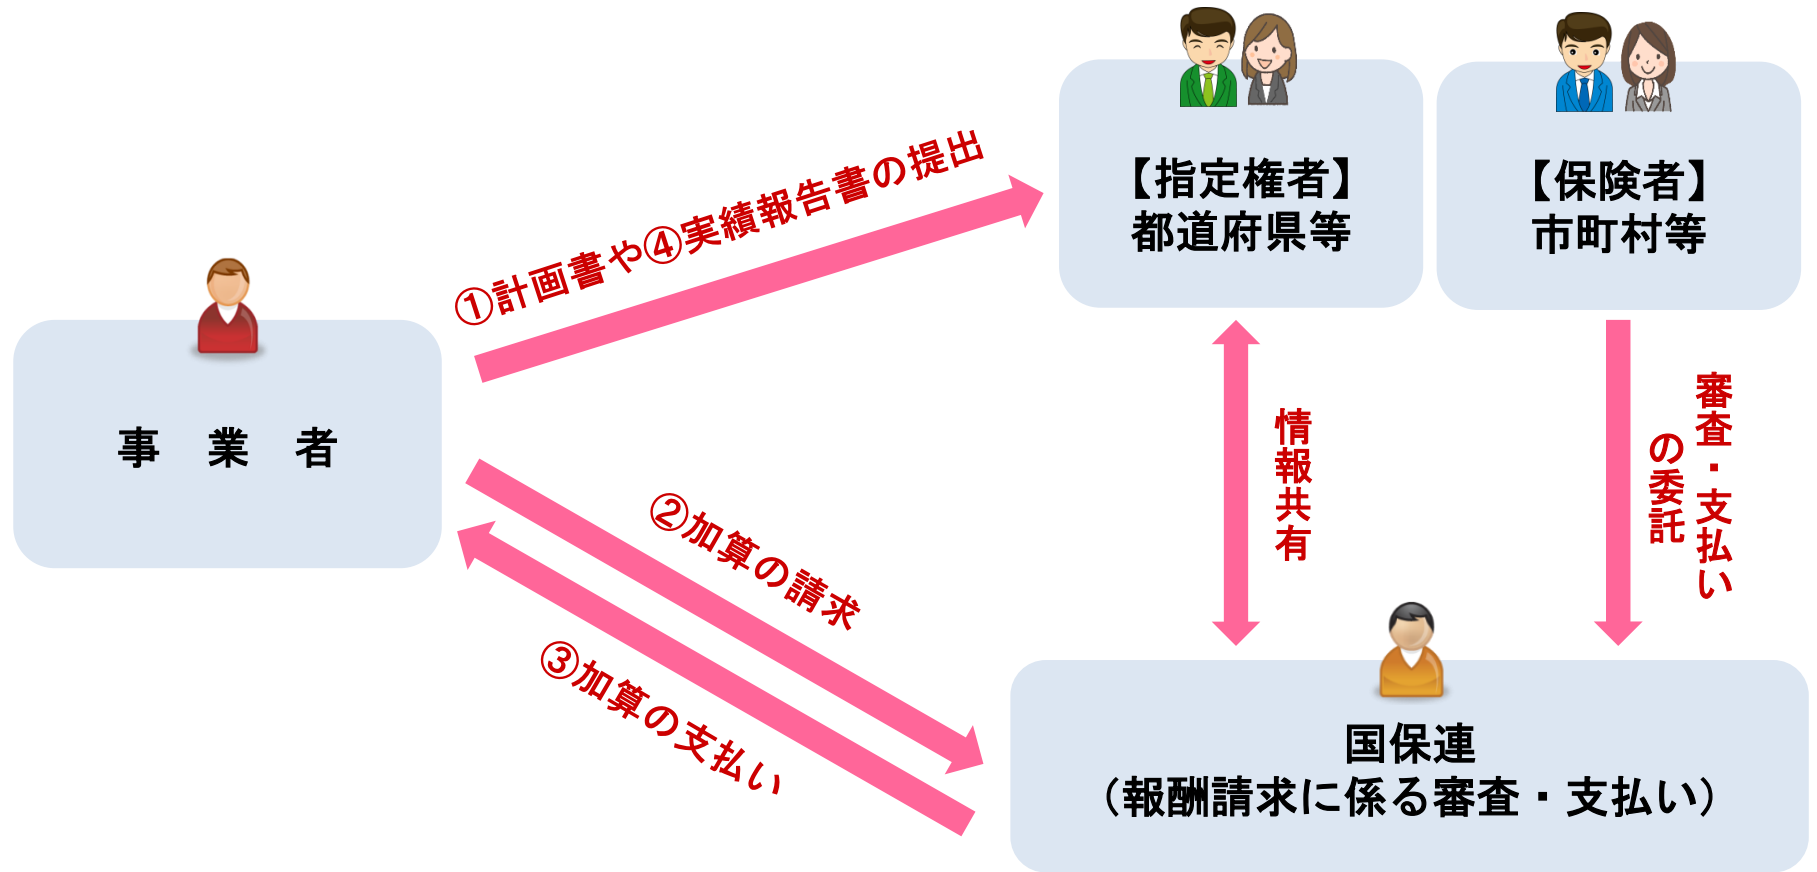 【指定権者】
都道府県等
【保険者】
市町村等
①計画書や④実績報告書の提出
事　業　者
情報共有
審査・支払い
の委託
②加算の請求
③加算の支払い
国保連
（報酬請求に係る審査・支払い）